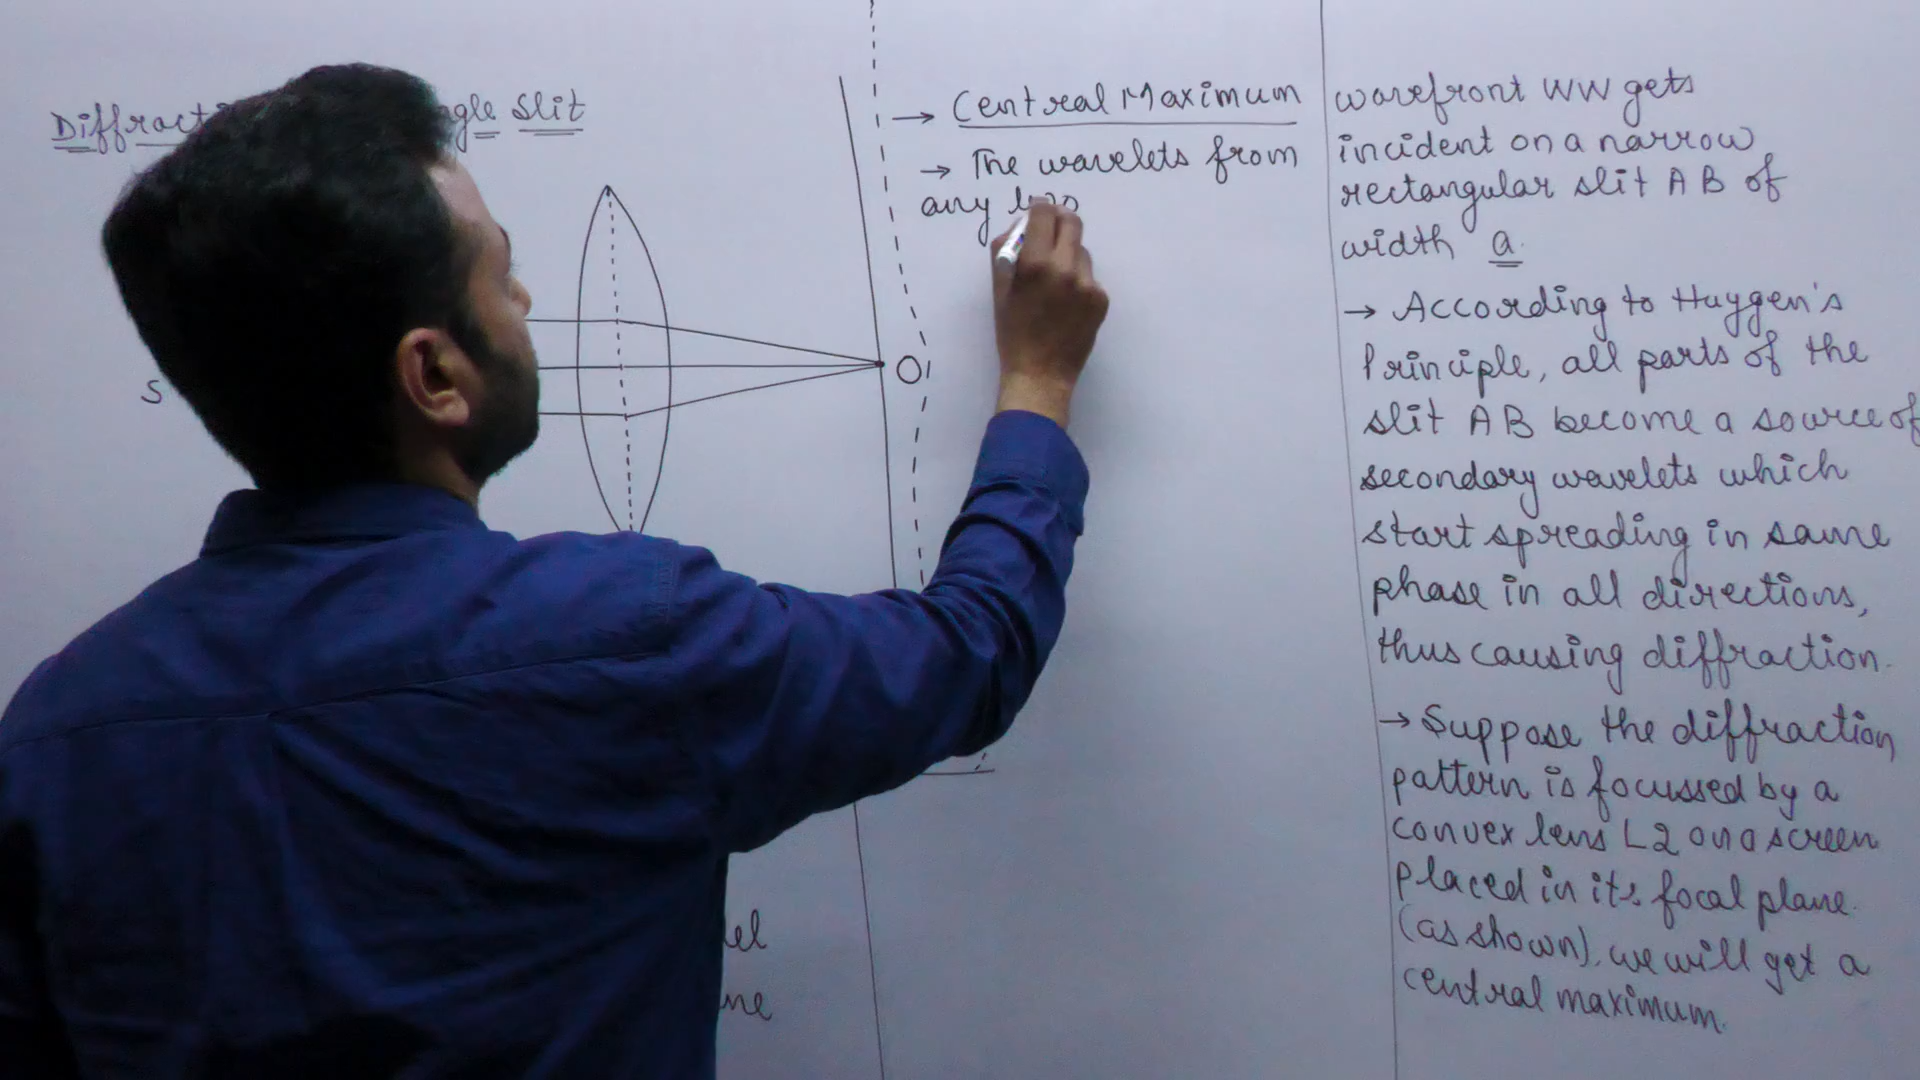 Diffract gle Slit
S
O
el
ne
→ Central Maximum
→ The wavelets from
any two
wavefront WW gets
incident on a narrow
rectangular slit AB of
width a.
→ According to Huygen's
Principle, all parts of the
slit AB become a source of
secondary wavelets which
start spreading in same
phase in all directions,
thus causing diffraction.
→ Suppose the diffraction
pattern is focussed by a
convex lens L2 on a screen
placed in its focal plane.
(as shown), we will get a
central maximum.